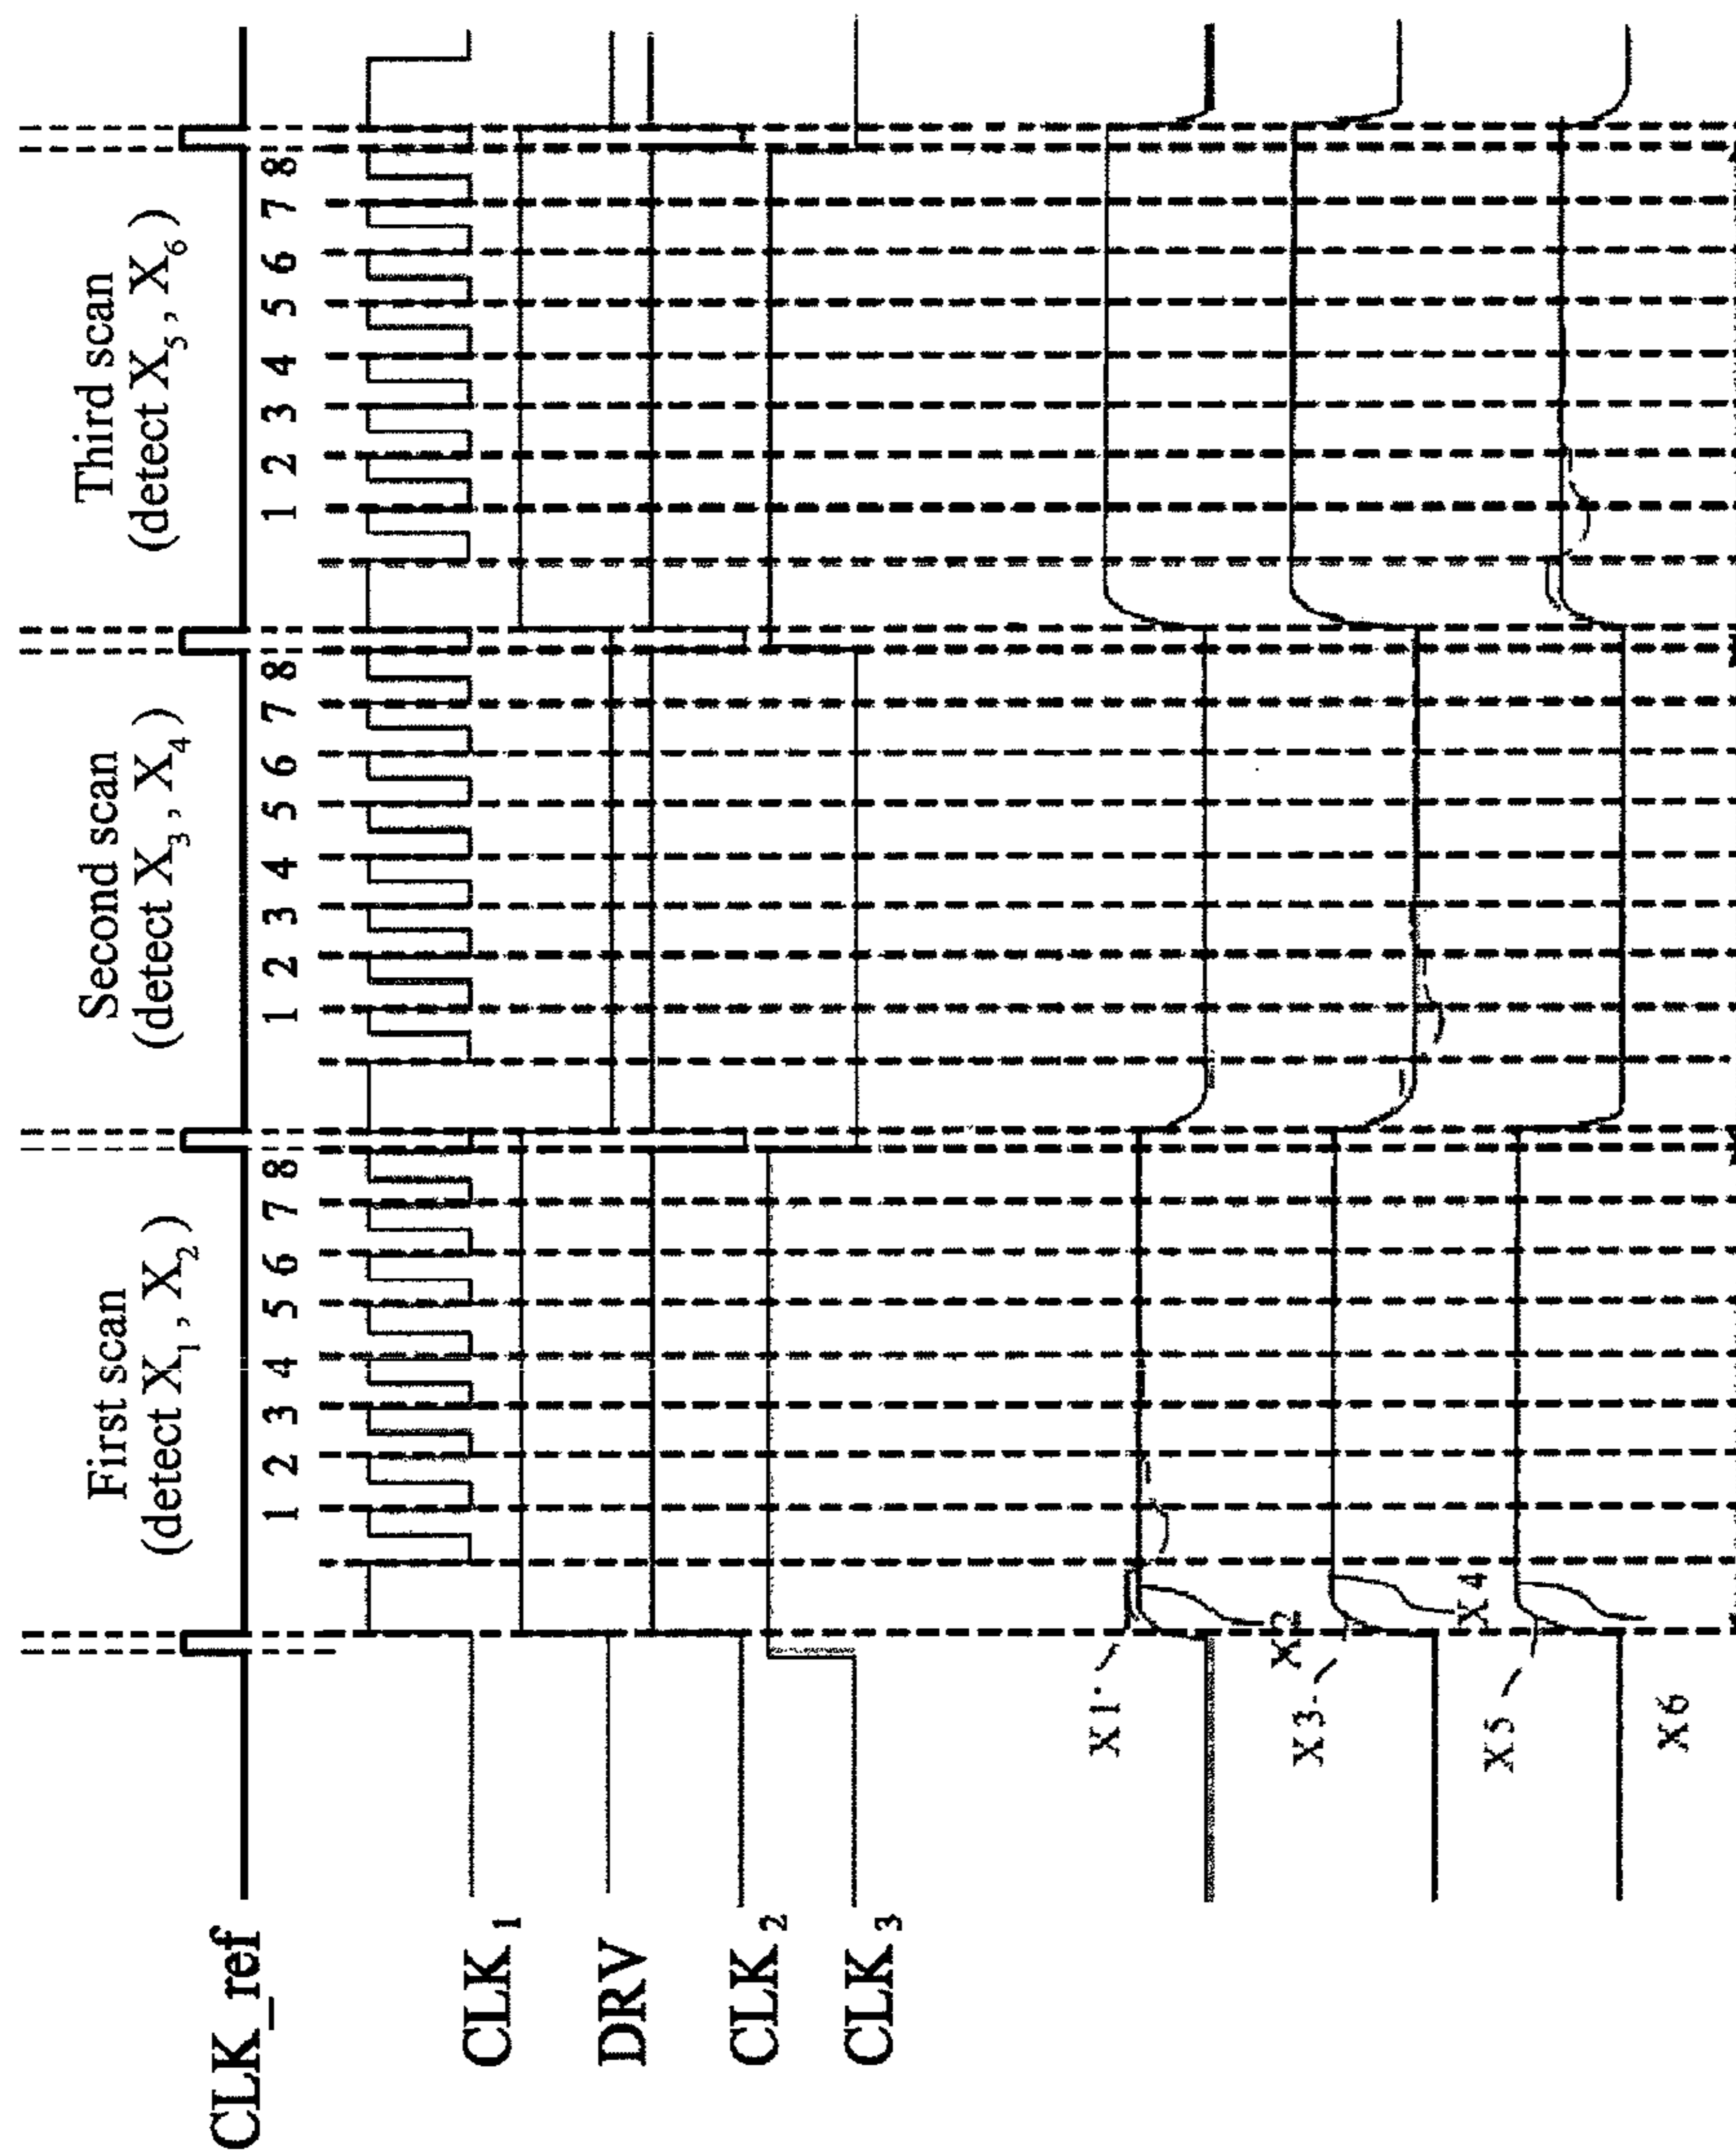 First scan
(detect X₁, X₂)
Second scan
(detect X₃, X₄)
Third scan
(detect X₅, X₆)
CLK_ref
1 2 3 4 5 6 7 8
1 2 3 4 5 6 7 8
1 2 3 4 5 6 7 8
CLK₁
DRV
CLK₂
CLK₃
X1
X2
X3
X4
X5
X6